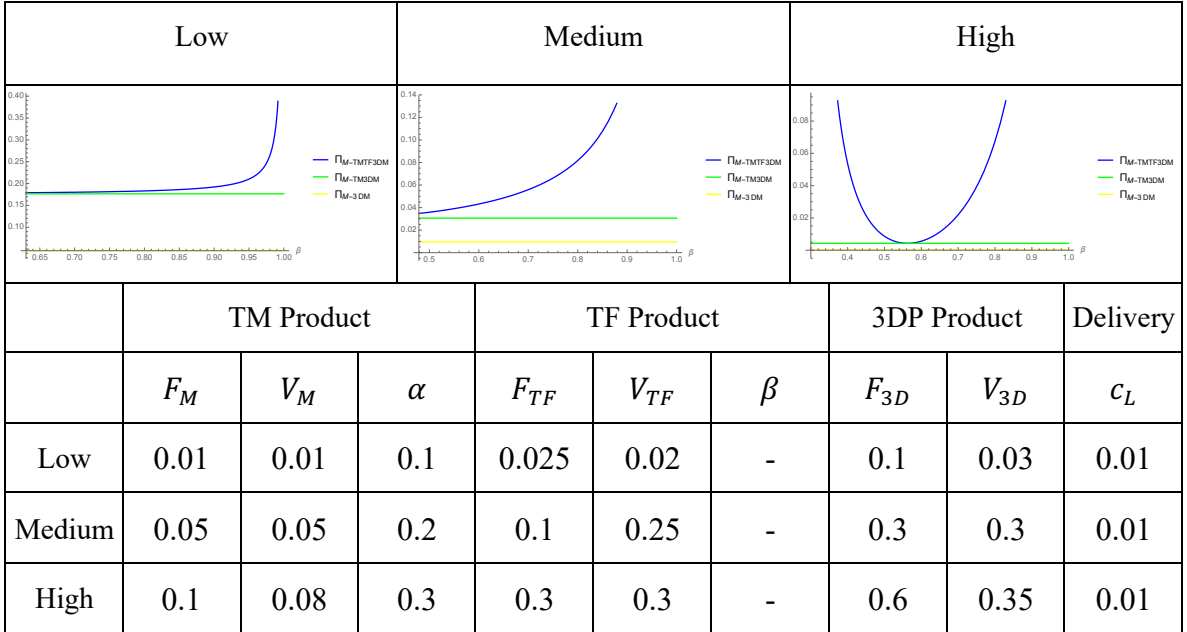 Low Medium High
0.40
0.35
0.30
0.25
0.20
0.15
0.10
0.65 0.70 0.75 0.80 0.85 0.90 0.95 1.00 β
Π_M-TMTF3DM
Π_M-TM3DM
Π_M-3DM
0.14
0.12
0.10
0.08
0.06
0.04
0.02
0.5 0.6 0.7 0.8 0.9 1.0 β
Π_M-TMTF3DM
Π_M-TM3DM
Π_M-3DM
0.08
0.06
0.04
0.02
0.4 0.5 0.6 0.7 0.8 0.9 1.0 β
Π_M-TMTF3DM
Π_M-TM3DM
Π_M-3DM
TM Product TF Product 3DP Product Delivery
F_M V_M α F_TF V_TF β F_3D V_3D c_L
Low 0.01 0.01 0.1 0.025 0.02 - 0.1 0.03 0.01
Medium 0.05 0.05 0.2 0.1 0.25 - 0.3 0.3 0.01
High 0.1 0.08 0.3 0.3 0.3 - 0.6 0.35 0.01